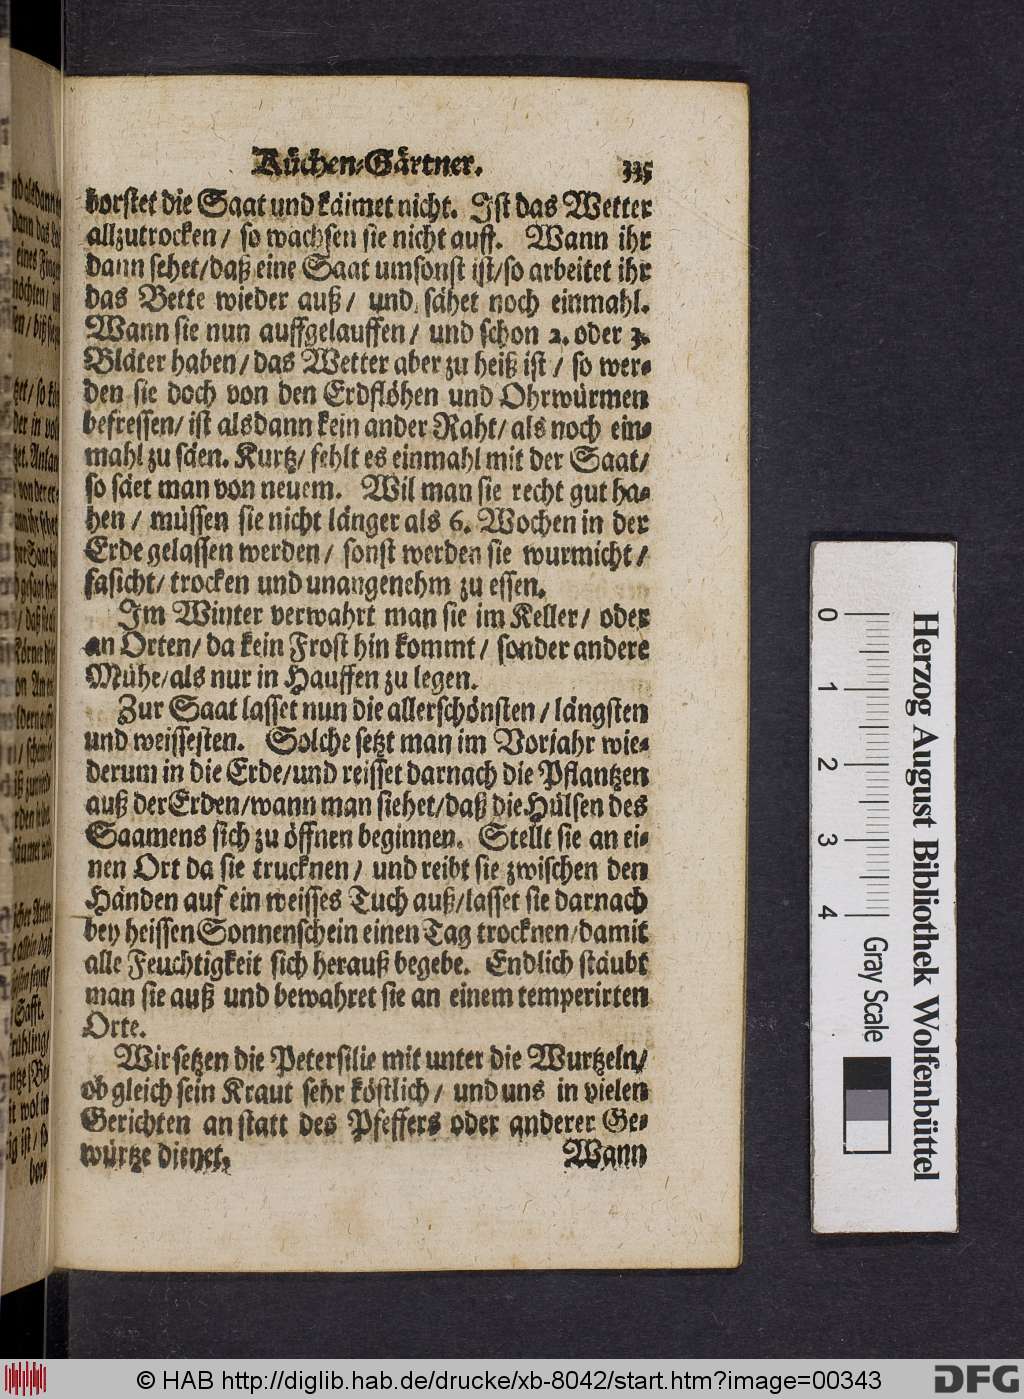 Küchen-Gärtner. 335
borstet die Saat und käimet nicht. Ist das Wetter
allzutrocken/ so wachsen sie nicht auff. Wann ihr
dann sehet/daß eine Saat umsonst ist/so arbeitet ihr
das Bette wieder auß/ und sähet noch einmahl.
Wann sie nun auffgelauffen/ und schon 2. oder 3.
Bläter haben/das Wetter aber zu heiß ist/ so wer-
den sie doch von den Erdflöhen und Ohrwürmen
befressen/ ist alsdann kein ander Raht/als noch ein-
mahl zu säen. Kurtz/ fehlt es einmahl mit der Saat/
so säet man von neuem. Wil man sie recht gut ha-
hen/ müssen sie nicht länger als 6. Wochen in der
Erde gelassen werden/ sonst werden sie wurmicht/
fasicht/ trocken und unangenehm zu essen.
Im Winter verwahrt man sie im Keller/ oder
an Orten/ da kein Frost hin kommt/ sonder andere
Mühe/als nur in Hauffen zu legen.
Zur Saat lasset nun die allerschönsten/ längsten
und weissesten. Solche setzt man im Vorjahr wie-
derum in die Erde/und reisset darnach die Pflantzen
auß der Erden/wann man siehet/daß die Hülsen des
Saamens sich zu öffnen beginnen. Stellt sie an ei-
nen Ort da sie trucknen/ und reibt sie zwischen den
Händen auf ein weisses Tuch auß/lasset sie darnach
bey heissen Sonnenschein einen Tag trocknen/damit
alle Feuchtigkeit sich herauß begebe. Endlich stäubt
man sie auß und bewahret sie an einem temperirten
Orte.
Wir setzen die Petersilie mit unter die Wurtzeln/
ob gleich sein Kraut sehr köstlich/ und uns in vielen
Gerichten an statt des Pfeffers oder anderer Ge-
würtze dienet. Wann
0 1 2 3 4
Gray Scale
Herzog August Bibliothek Wolfenbüttel
© HAB http://diglib.hab.de/drucke/xb-8042/start.htm?image=00343
DFG